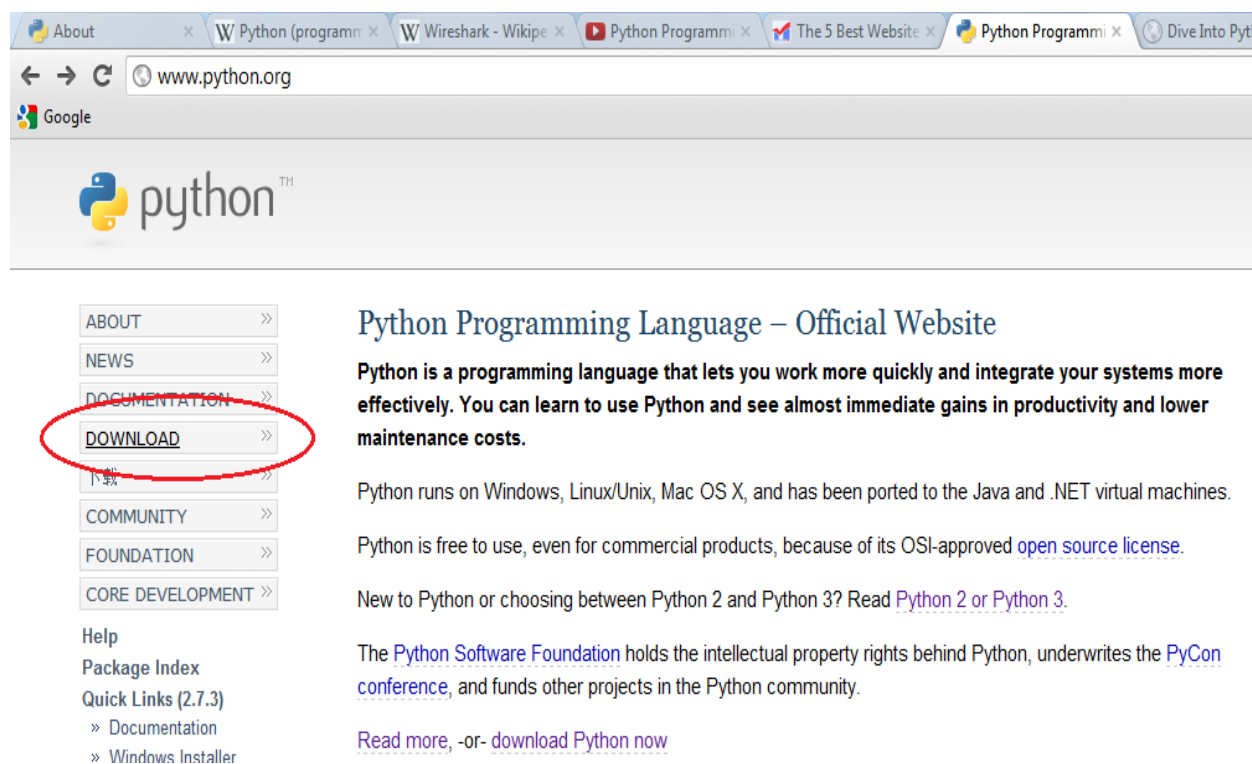 About
Python (programm
Wireshark - Wikipe
Python Programmi
The 5 Best Website
Python Programmi
Dive Into Pyt
www.python.org
Google
python™
ABOUT
NEWS
DOCUMENTATION
DOWNLOAD
下载
COMMUNITY
FOUNDATION
CORE DEVELOPMENT
Help
Package Index
Quick Links (2.7.3)
» Documentation
» Windows Installer
Python Programming Language – Official Website
Python is a programming language that lets you work more quickly and integrate your systems more
effectively. You can learn to use Python and see almost immediate gains in productivity and lower
maintenance costs.
Python runs on Windows, Linux/Unix, Mac OS X, and has been ported to the Java and .NET virtual machines.
Python is free to use, even for commercial products, because of its OSI-approved open source license.
New to Python or choosing between Python 2 and Python 3? Read Python 2 or Python 3.
The Python Software Foundation holds the intellectual property rights behind Python, underwrites the PyCon
conference, and funds other projects in the Python community.
Read more, -or- download Python now